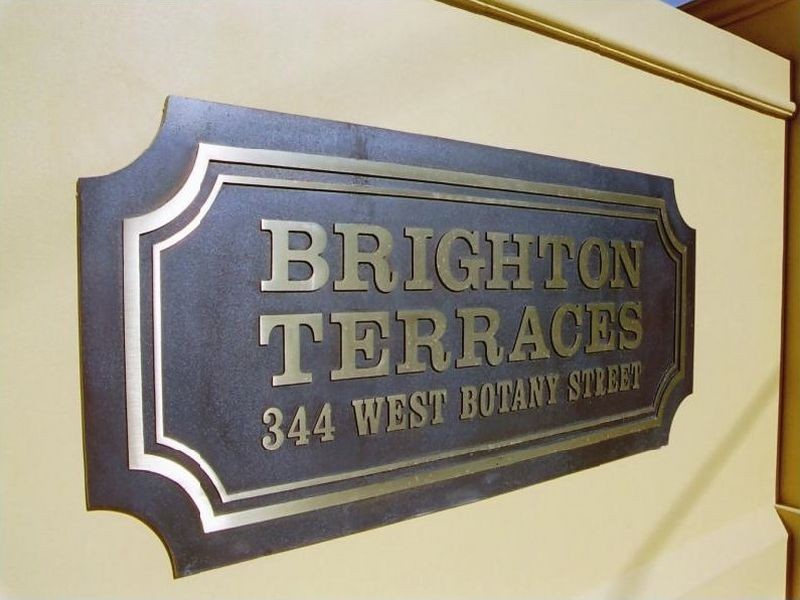 BRIGHTON
TERRACES
344 WEST BOTANY STREET